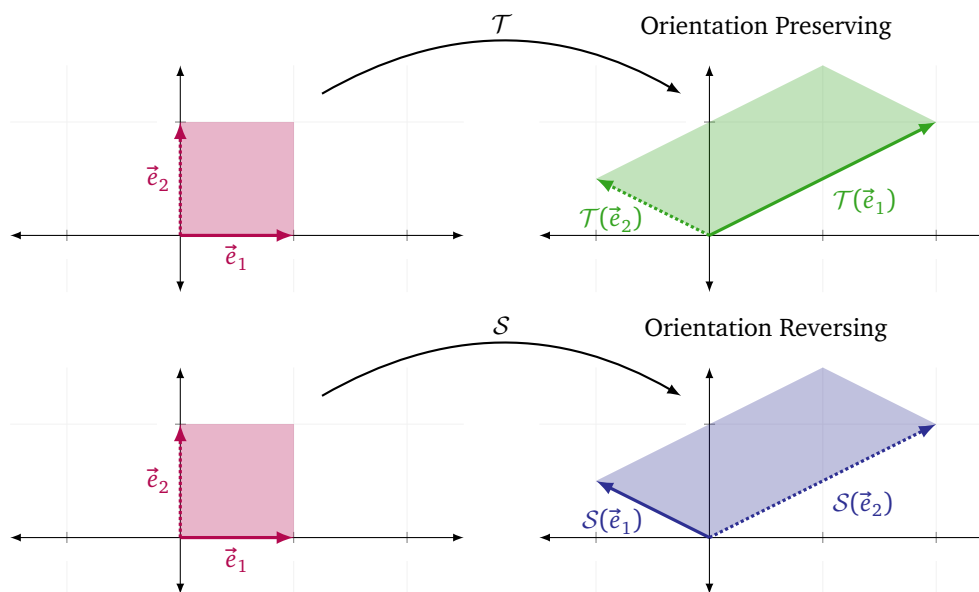 𝒯
Orientation Preserving
e⃗₂
e⃗₁
𝒯(e⃗₂)
𝒯(e⃗₁)
𝒮
Orientation Reversing
e⃗₂
e⃗₁
𝒮(e⃗₁)
𝒮(e⃗₂)